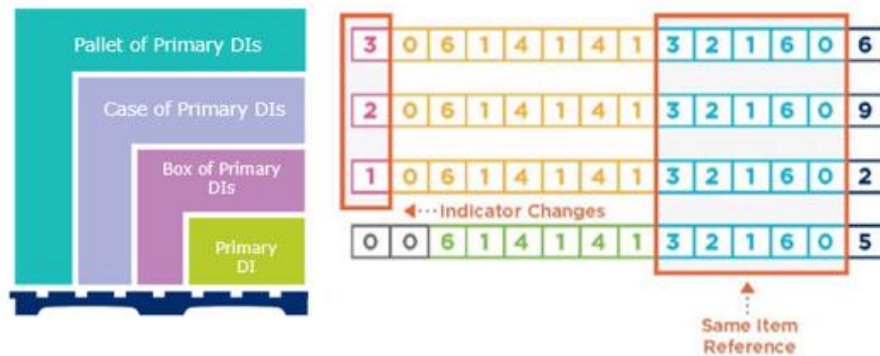 Pallet of Primary DIs
3 0 6 1 4 1 4 1 3 2 1 6 0 6
Case of Primary DIs
2 0 6 1 4 1 4 1 3 2 1 6 0 9
Box of Primary
DIs
1 0 6 1 4 1 4 1 3 2 1 6 0 2
Indicator Changes
Primary
DI
0 0 6 1 4 1 4 1 3 2 1 6 0 5
Same Item
Reference